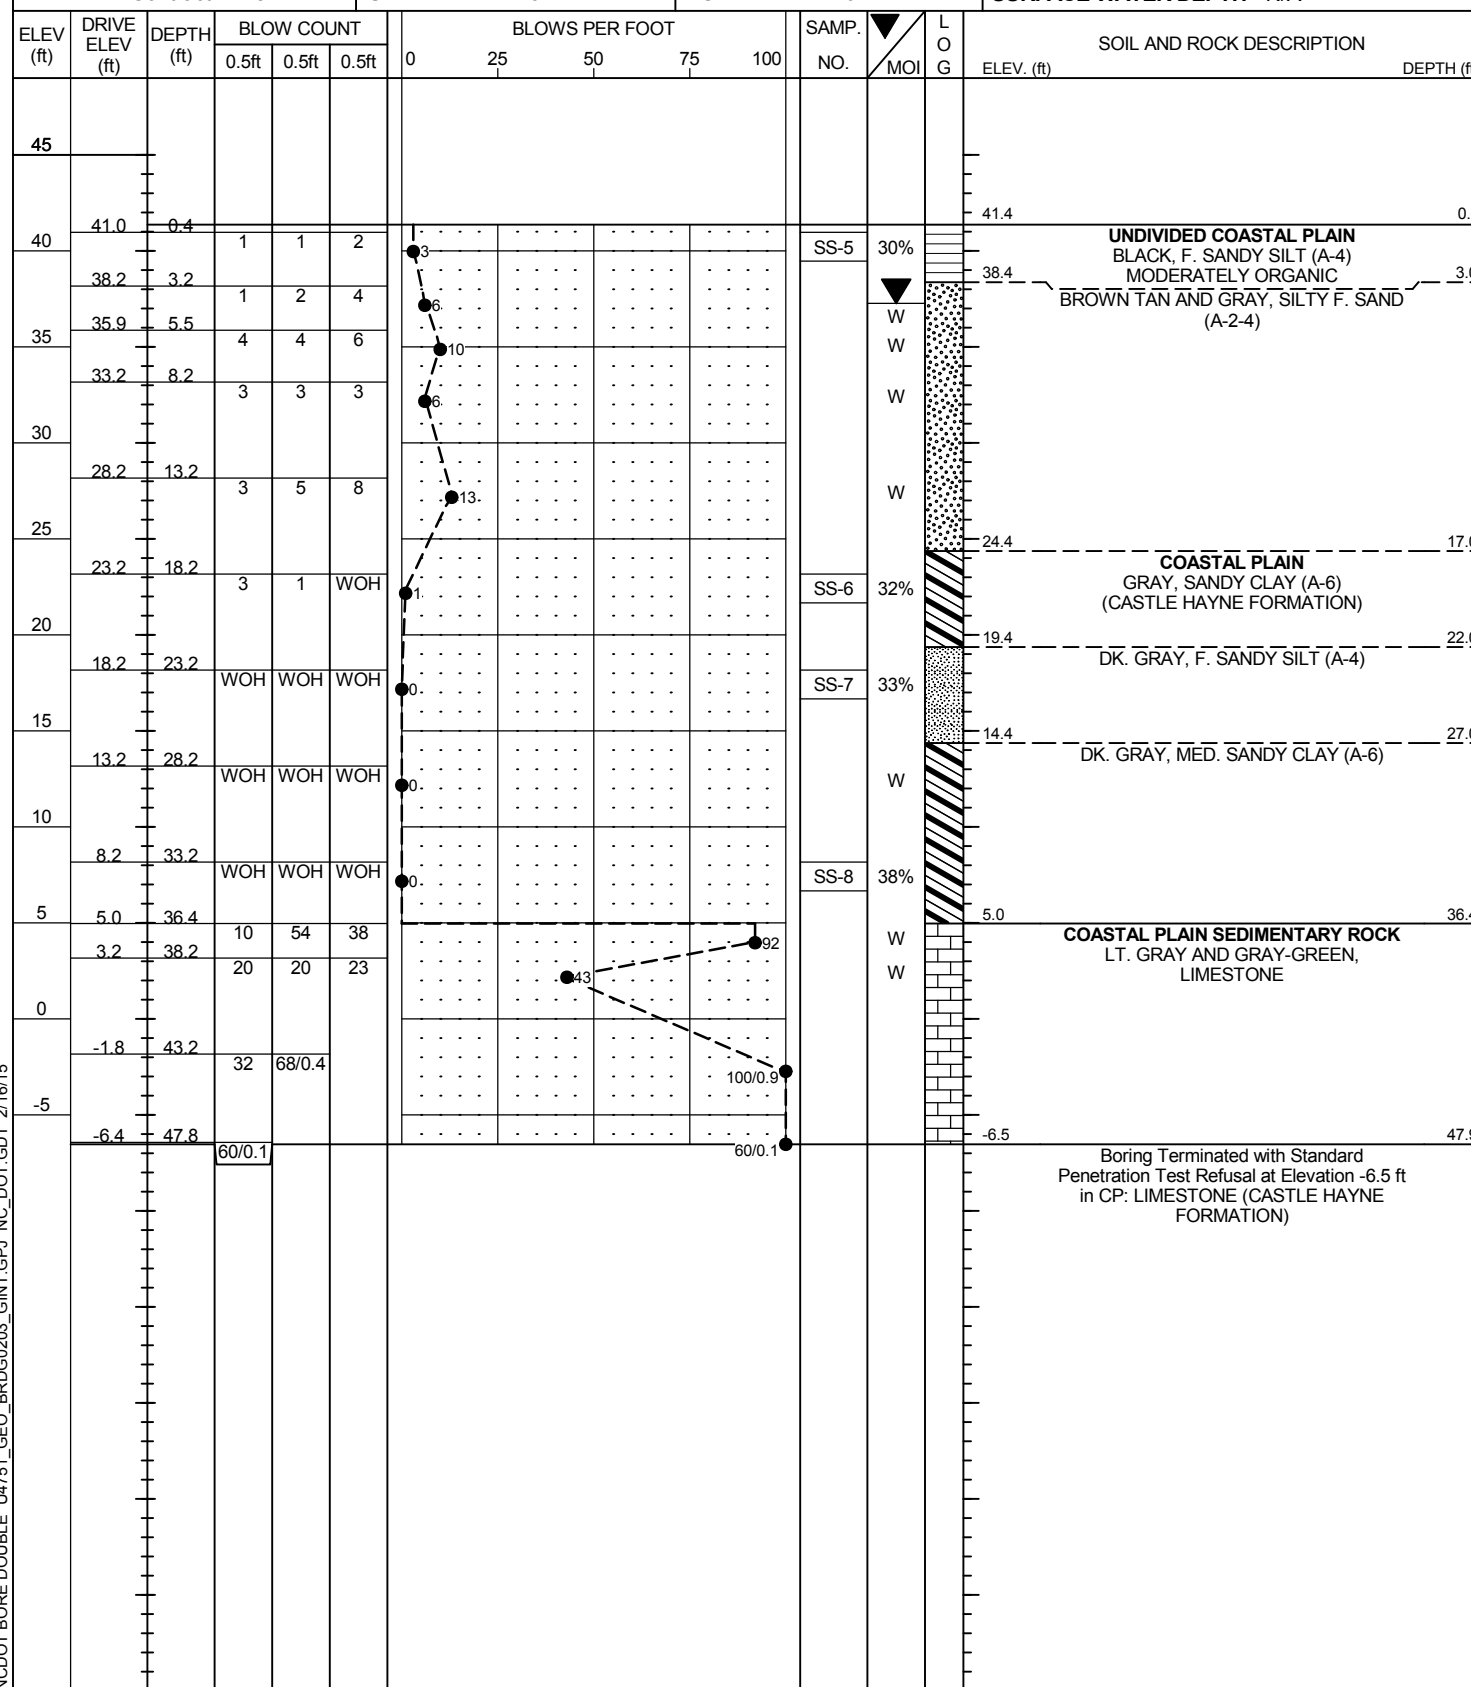 ELEV (ft) DRIVE ELEV (ft) DEPTH (ft) BLOW COUNT BLOWS PER FOOT SAMP. NO. MOI L O G SOIL AND ROCK DESCRIPTION
0.5ft 0.5ft 0.5ft 0 25 50 75 100 ELEV. (ft)
45
41.4
41.0 0.4
40 1 1 2 3 SS-5 30% UNDIVIDED COASTAL PLAIN
BLACK, F. SANDY SILT (A-4)
MODERATELY ORGANIC
38.4
38.2 3.2
1 2 4 6 BROWN TAN AND GRAY, SILTY F. SAND
(A-2-4)
W
35.9 5.5
35 4 4 6 10 W
33.2 8.2
3 3 3 6 W
30
28.2 13.2
3 5 8 13 W
25
24.4
COASTAL PLAIN
23.2 18.2
3 1 WOH 1 SS-6 32% GRAY, SANDY CLAY (A-6)
(CASTLE HAYNE FORMATION)
20
19.4
DK. GRAY, F. SANDY SILT (A-4)
18.2 23.2
WOH WOH WOH 0 SS-7 33%
15
14.4
DK. GRAY, MED. SANDY CLAY (A-6)
13.2 28.2
WOH WOH WOH 0 W
10
8.2 33.2
WOH WOH WOH 0 SS-8 38%
5
5.0 36.4 5.0
10 54 38 92 W COASTAL PLAIN SEDIMENTARY ROCK
LT. GRAY AND GRAY-GREEN,
LIMESTONE
3.2 38.2
20 20 23 43 W
0
-1.8 43.2
32 68/0.4 100/0.9
-5
-6.4 47.8 -6.5
60/0.1 60/0.1
Boring Terminated with Standard
Penetration Test Refusal at Elevation -6.5 ft
in CP: LIMESTONE (CASTLE HAYNE
FORMATION)